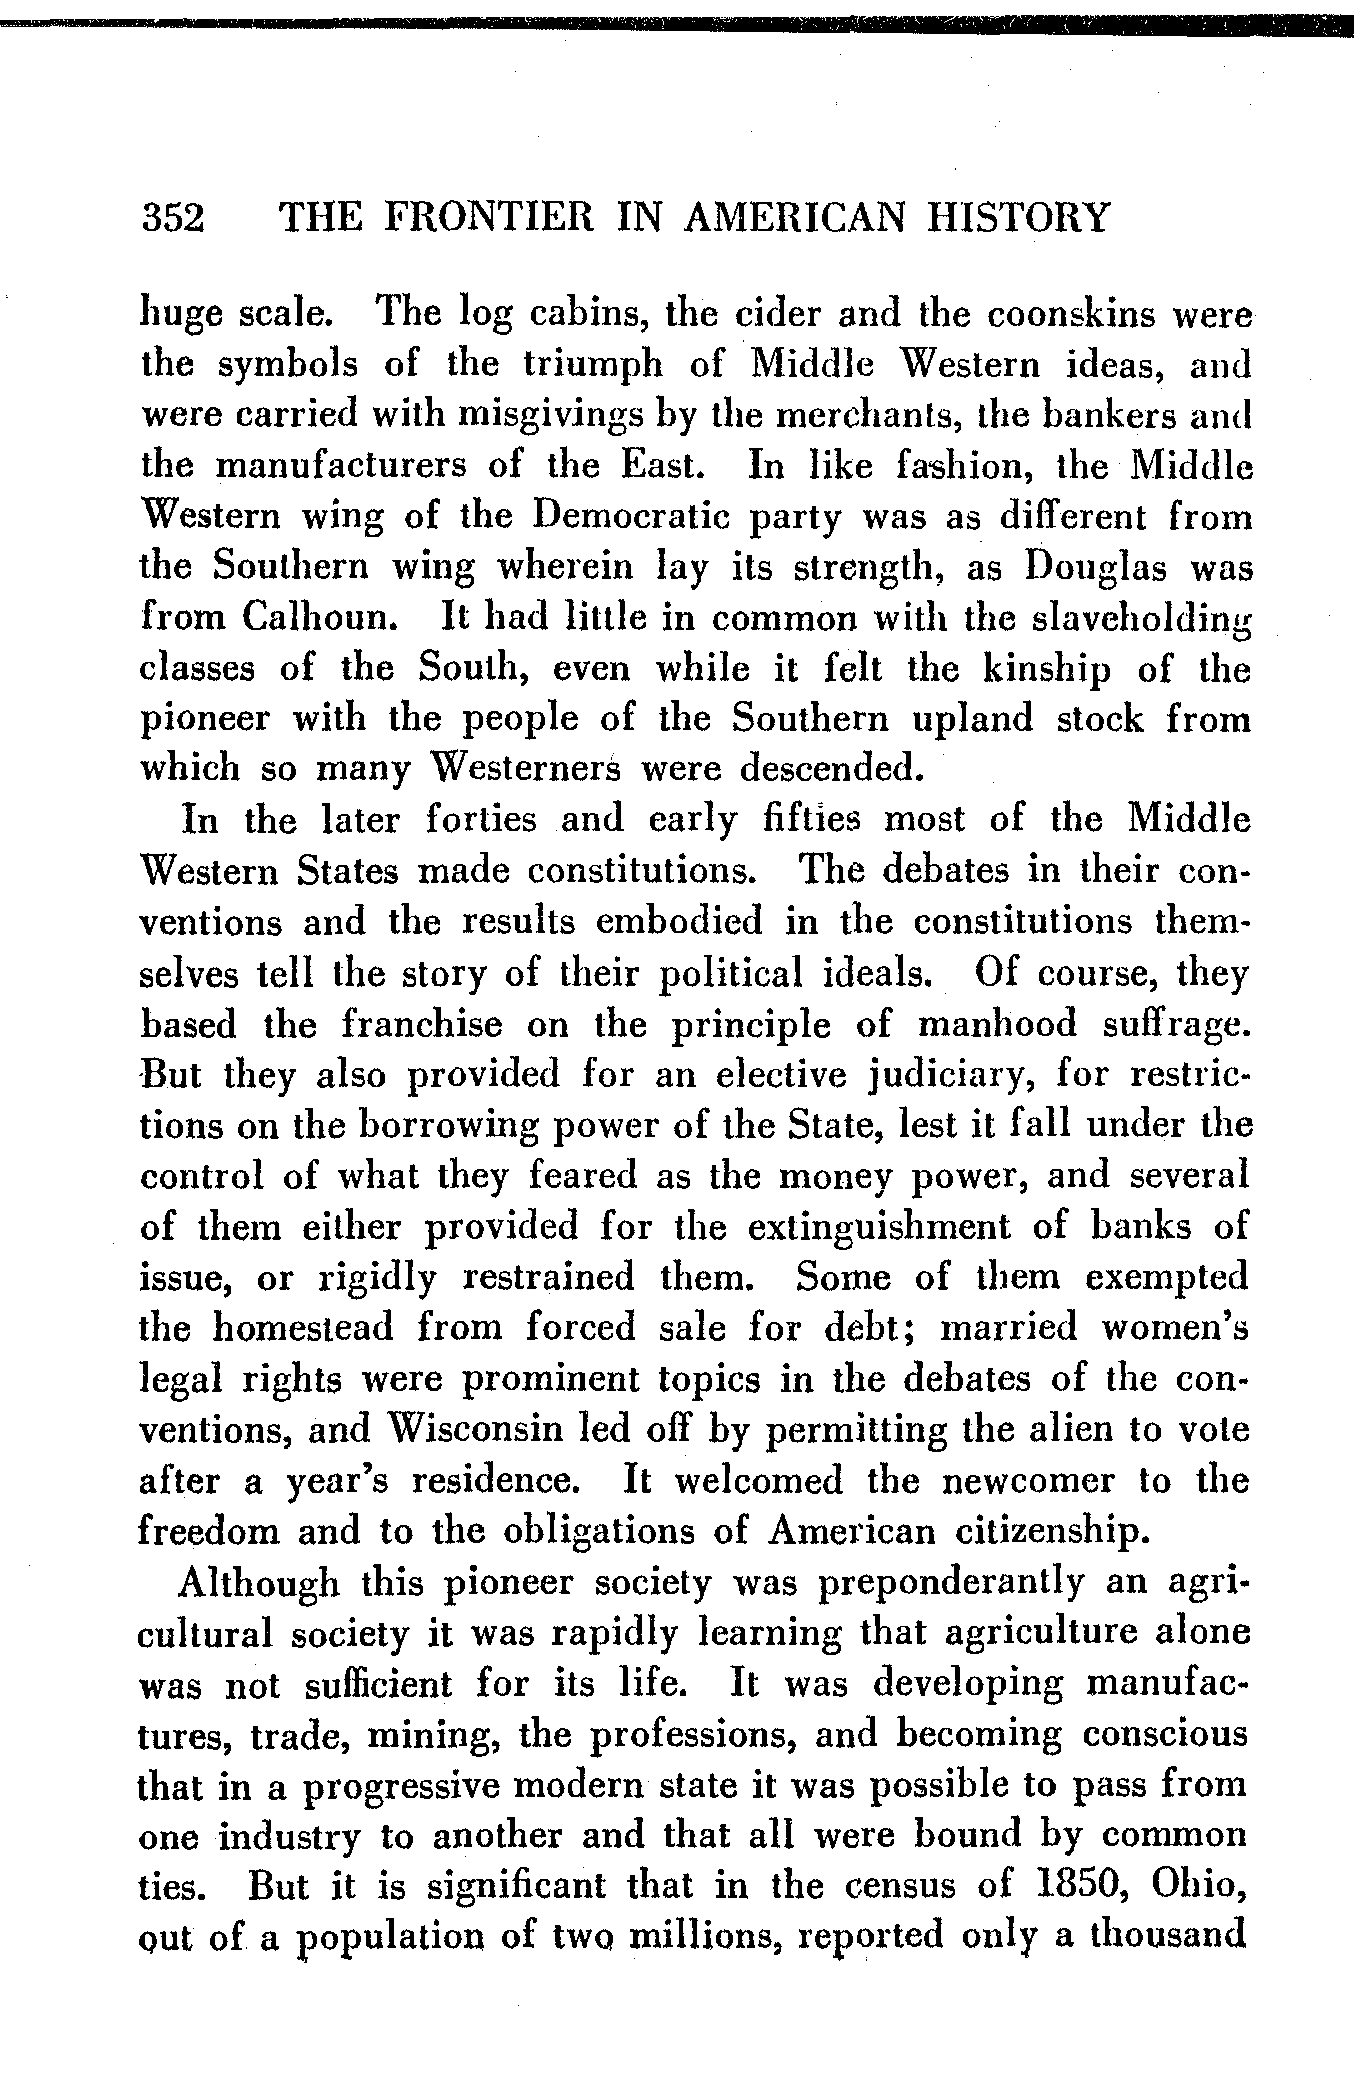 352 THE FRONTIER IN AMERICAN HISTORY
huge scale. The log cabins, the cider and the coonskins were
the symbols of the triumph of Middle Western ideas, and
were carried with misgivings by the merchants, the bankers and
the manufacturers of the East. In like fashion, the Middle
Western wing of the Democratic party was as different from
the Southern wing wherein lay its strength, as Douglas was
from Calhoun. It had little in common with the slaveholding
classes of the South, even while it felt the kinship of the
pioneer with the people of the Southern upland stock from
which so many Westerners were descended.
In the later forties and early fifties most of the Middle
Western States made constitutions. The debates in their con-
ventions and the results embodied in the constitutions them-
selves tell the story of their political ideals. Of course, they
based the franchise on the principle of manhood suffrage.
But they also provided for an elective judiciary, for restric-
tions on the borrowing power of the State, lest it fall under the
control of what they feared as the money power, and several
of them either provided for the extinguishment of banks of
issue, or rigidly restrained them. Some of them exempted
the homestead from forced sale for debt; married women's
legal rights were prominent topics in the debates of the con-
ventions, and Wisconsin led off by permitting the alien to vote
after a year's residence. It welcomed the newcomer to the
freedom and to the obligations of American citizenship.
Although this pioneer society was preponderantly an agri-
cultural society it was rapidly learning that agriculture alone
was not sufficient for its life. It was developing manufac-
tures, trade, mining, the professions, and becoming conscious
that in a progressive modern state it was possible to pass from
one industry to another and that all were bound by common
ties. But it is significant that in the census of 1850, Ohio,
out of a population of two millions, reported only a thousand